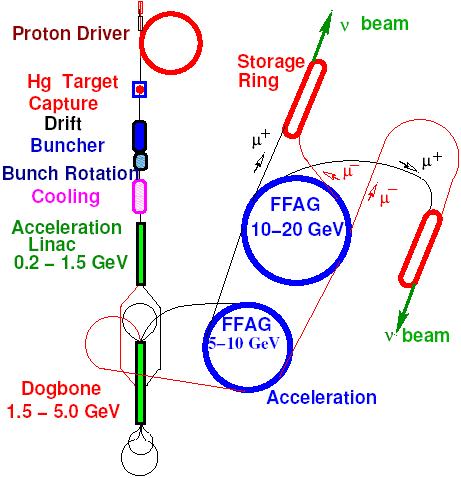 Proton Driver
Hg Target
Capture
Drift
Buncher
Bunch Rotation
Cooling
Acceleration
Linac
0.2 − 1.5 GeV
Dogbone
1.5 − 5.0 GeV
ν beam
Storage
Ring
μ+
μ−
μ−
μ+
FFAG
10−20 GeV
FFAG
5−10 GeV
Acceleration
ν beam